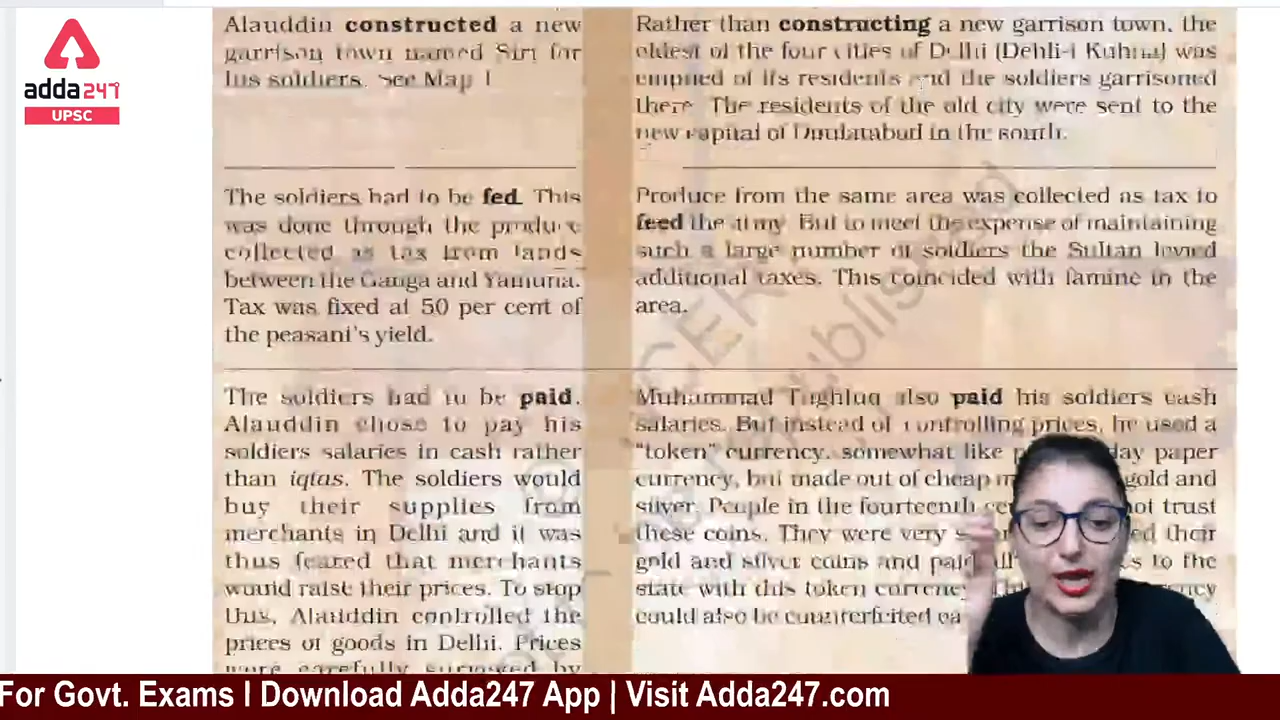 adda247
UPSC
Alauddin constructed a new
garrison town named Siri for
his soldiers. See Map 1
The soldiers had to be fed. This
was done through the produce
collected as tax from lands
between the Ganga and Yamuna.
Tax was fixed at 50 per cent of
the peasant's yield.
The soldiers had to be paid.
Alauddin chose to pay his
soldiers salaries in cash rather
than iqtas. The soldiers would
buy their supplies from
merchants in Delhi and it was
thus feared that merchants
would raise their prices. To stop
this, Alauddin controlled the
prices of goods in Delhi. Prices
were carefully surveyed by
Rather than constructing a new garrison town, the
oldest of the four cities of Delhi (Dehli-i Kuhna) was
emptied of its residents and the soldiers garrisoned
there. The residents of the old city were sent to the
new capital of Daulatabad in the south.
Produce from the same area was collected as tax to
feed the army. But to meet the expense of maintaining
such a large number of soldiers the Sultan levied
additional taxes. This coincided with famine in the
area.
Muhammad Tughluq also paid his soldiers cash
salaries. But instead of controlling prices, he used a
"token" currency, somewhat like paper
currency, but made out of cheap gold and
silver. People in the fourteenth not trust
these coins. They were very their
gold and silver coins and paid to the
state with this token currency
could also be counterfeited
For Govt. Exams I Download Adda247 App | Visit Adda247.com